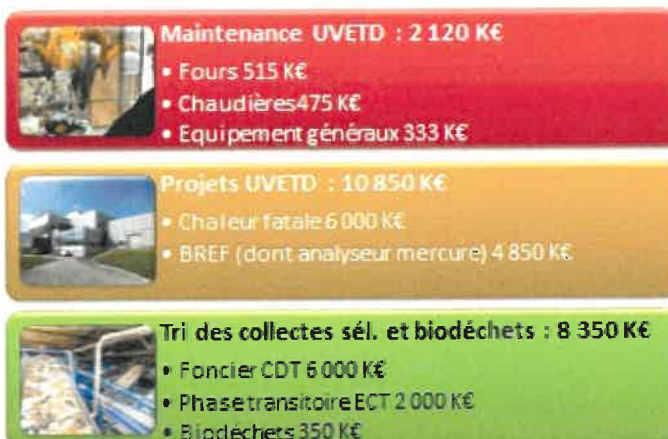 Maintenance UVETD : 2 120 K€
• Fours 515 K€
• Chaudières475 K€
• Equipement généraux 333 K€
Projets UVETD : 10 850 K€
• Chaleur fatale 6 000 K€
• BREF (dont analyseur mercure) 4 850 K€
Tri des collectes sél. et biodéchets : 8 350 K€
• Foncier CDT 6 000 K€
• Phase transitoire ECT 2 000 K€
• Biodéchets 350 K€